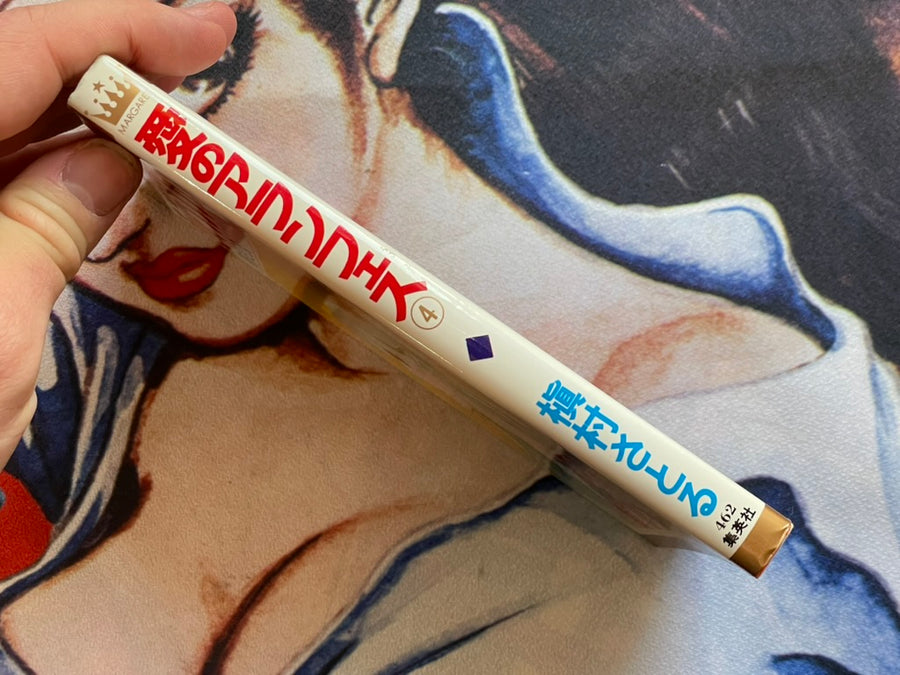 MARGARET
愛のアランフェス
④
槇村さとる
462
集英社